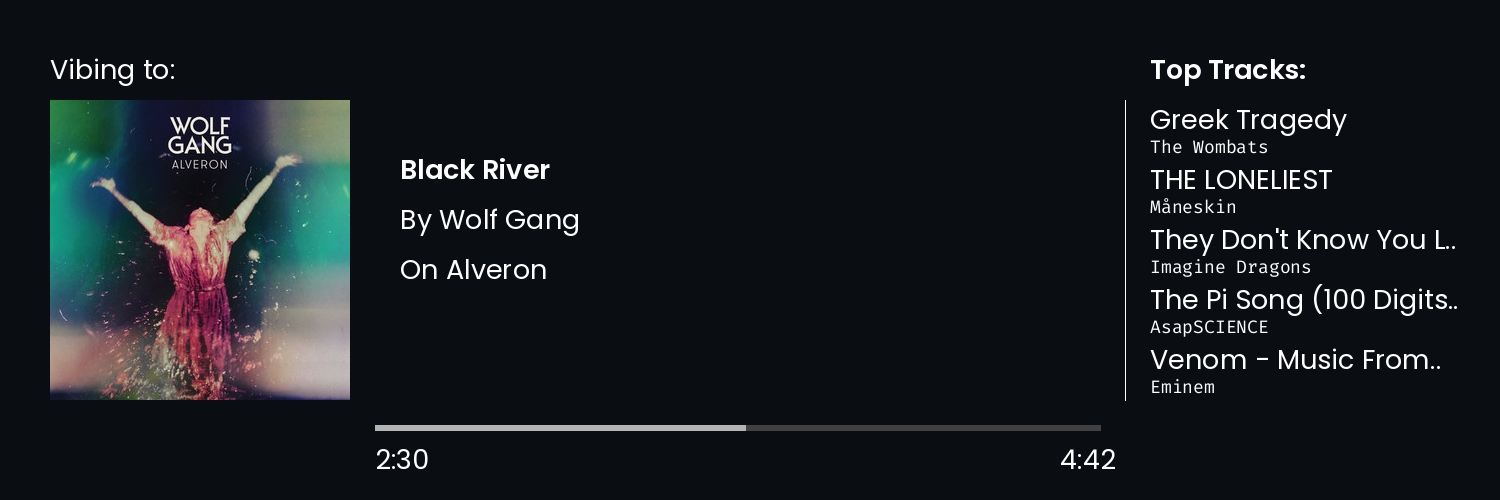 Vibing to:
WOLF
GANG
ALVERON
Black River
By Wolf Gang
On Alveron
2:30
4:42
Top Tracks:
Greek Tragedy
The Wombats
THE LONELIEST
Måneskin
They Don't Know You L..
Imagine Dragons
The Pi Song (100 Digits..
AsapSCIENCE
Venom - Music From..
Eminem